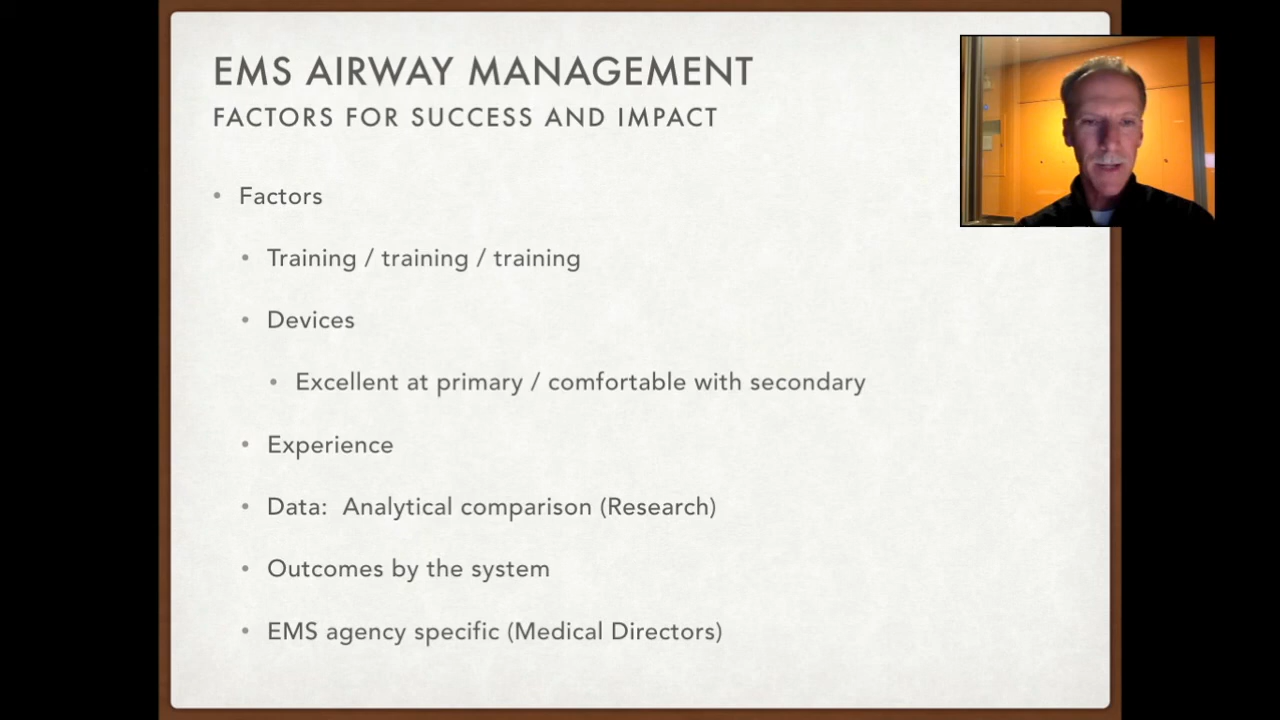 EMS AIRWAY MANAGEMENT
FACTORS FOR SUCCESS AND IMPACT
• Factors
• Training / training / training
• Devices
• Excellent at primary / comfortable with secondary
• Experience
• Data:  Analytical comparison (Research)
• Outcomes by the system
• EMS agency specific (Medical Directors)